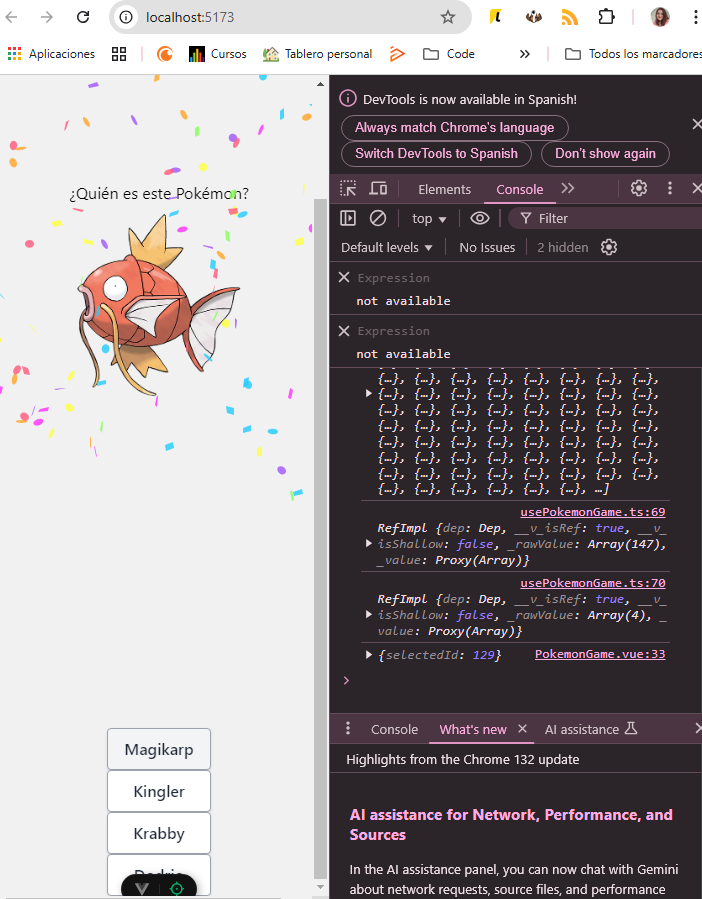 localhost:5173
Aplicaciones
Cursos
Tablero personal
Code
»
Todos los marcadores
¿Quién es este Pokémon?
Magikarp
Kingler
Krabby
DevTools is now available in Spanish!
Always match Chrome's language
Switch DevTools to Spanish
Don't show again
Elements
Console
»
top
Filter
Default levels
No Issues
2 hidden
Expression
not available
Expression
not available
{…}, {…}, {…}, {…}, {…}, {…}, {…}, {…},
{…}, {…}, {…}, {…}, {…}, {…}, {…}, {…},
{…}, {…}, {…}, {…}, {…}, {…}, {…}, {…},
{…}, {…}, {…}, {…}, {…}, {…}, {…}, {…},
{…}, {…}, {…}, {…}, {…}, {…}, {…}, {…},
{…}, {…}, {…}, {…}, {…}, {…}, {…}, {…},
{…}, {…}, {…}, {…}, {…}, {…}, {…}, {…},
{…}, {…}, {…}, {…}, {…}, {…}, …]
usePokemonGame.ts:69
RefImpl {dep: Dep, __v_isRef: true, __v_
isShallow: false, _rawValue: Array(147),
_value: Proxy(Array)}
usePokemonGame.ts:70
RefImpl {dep: Dep, __v_isRef: true, __v_
isShallow: false, _rawValue: Array(4), _
value: Proxy(Array)}
{selectedId: 129}
PokemonGame.vue:33
Console
What's new
AI assistance
Highlights from the Chrome 132 update
AI assistance for Network, Performance, and
Sources
In the AI assistance panel, you can now chat with Gemini
about network requests, source files, and performance